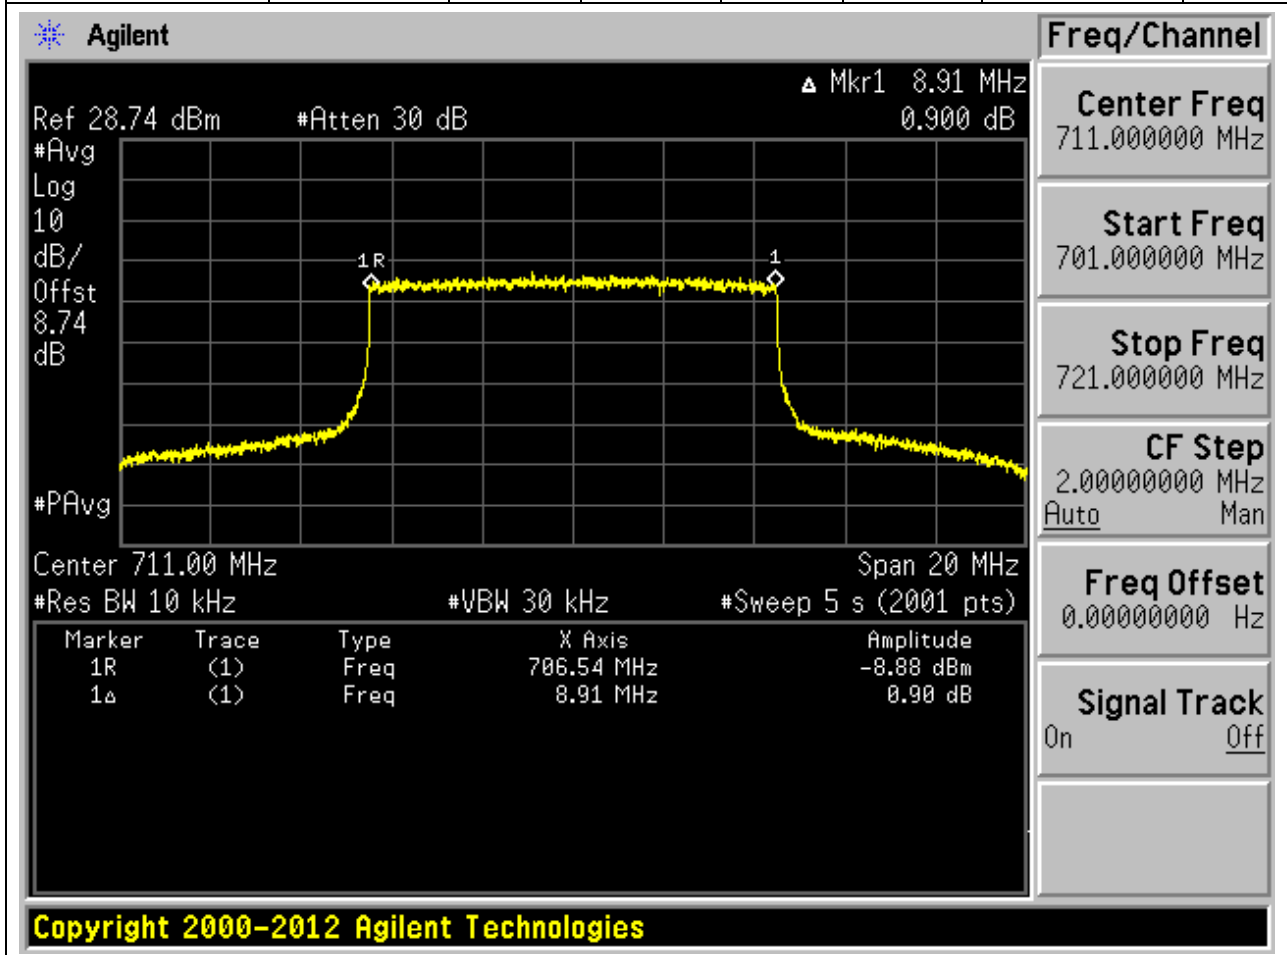 Agilent
Freq/Channel
▵ Mkr1 8.91 MHz
Ref 28.74 dBm #Atten 30 dB 0.900 dB
#Avg
Log
10
dB/
Offst
8.74
dB
1R
1
#PAvg
Center 711.00 MHz Span 20 MHz
#Res BW 10 kHz #VBW 30 kHz #Sweep 5 s (2001 pts)
Marker Trace Type X Axis Amplitude
1R (1) Freq 706.54 MHz -8.88 dBm
1▵ (1) Freq 8.91 MHz 0.90 dB
Center Freq
711.000000 MHz
Start Freq
701.000000 MHz
Stop Freq
721.000000 MHz
CF Step
2.00000000 MHz
Auto Man
Freq Offset
0.00000000 Hz
Signal Track
On Off
Copyright 2000-2012 Agilent Technologies